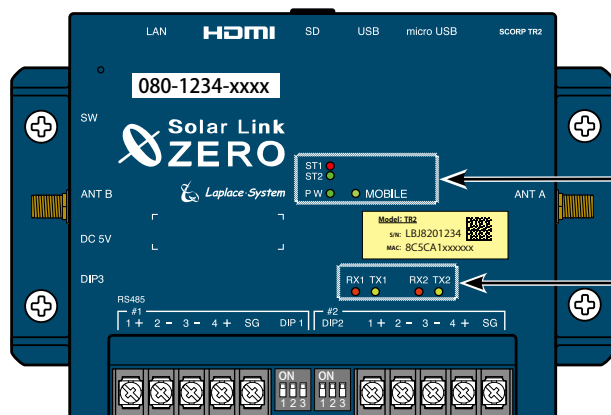 LAN HDMI SD USB micro USB SCORP TR2
080-1234-xxxx
SW
Solar Link
ZERO
ST1
ST2
PW MOBILE
ANT B Laplace System ANT A
Model: TR2
S/N: LBJ8201234
MAC: 8C5CA1xxxxxx
DC 5V
DIP3
RX1 TX1 RX2 TX2
RS485
#1 #2
1 + 2 - 3 - 4 + SG DIP 1 DIP2 1 + 2 - 3 - 4 + SG
ON ON
1 2 3 1 2 3